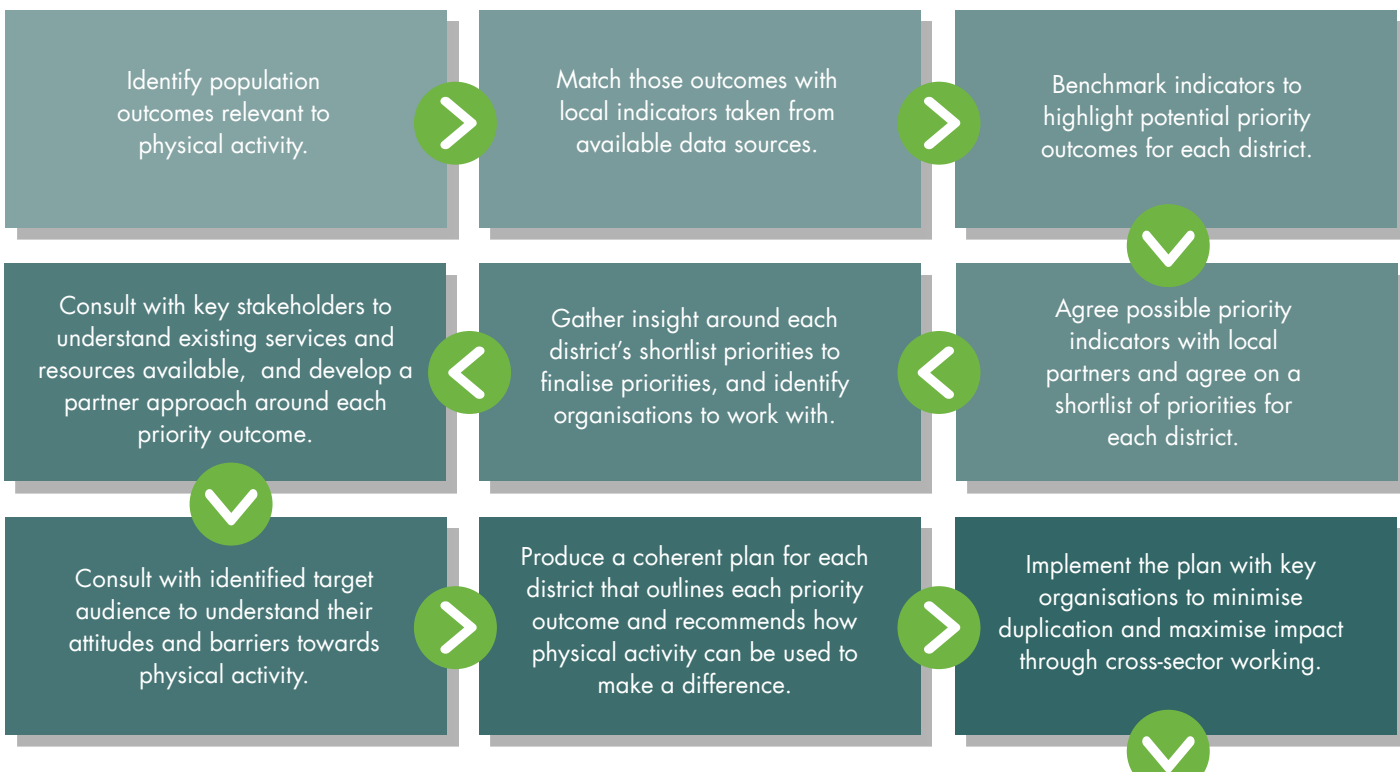 Identify population
outcomes relevant to
physical activity.
Match those outcomes with
local indicators taken from
available data sources.
Benchmark indicators to
highlight potential priority
outcomes for each district.
Agree possible priority
indicators with local
partners and agree on a
shortlist of priorities for
each district.
Gather insight around each
district's shortlist priorities to
finalise priorities, and identify
organisations to work with.
Consult with key stakeholders to
understand existing services and
resources available, and develop a
partner approach around each
priority outcome.
Consult with identified target
audience to understand their
attitudes and barriers towards
physical activity.
Produce a coherent plan for each
district that outlines each priority
outcome and recommends how
physical activity can be used to
make a difference.
Implement the plan with key
organisations to minimise
duplication and maximise impact
through cross-sector working.